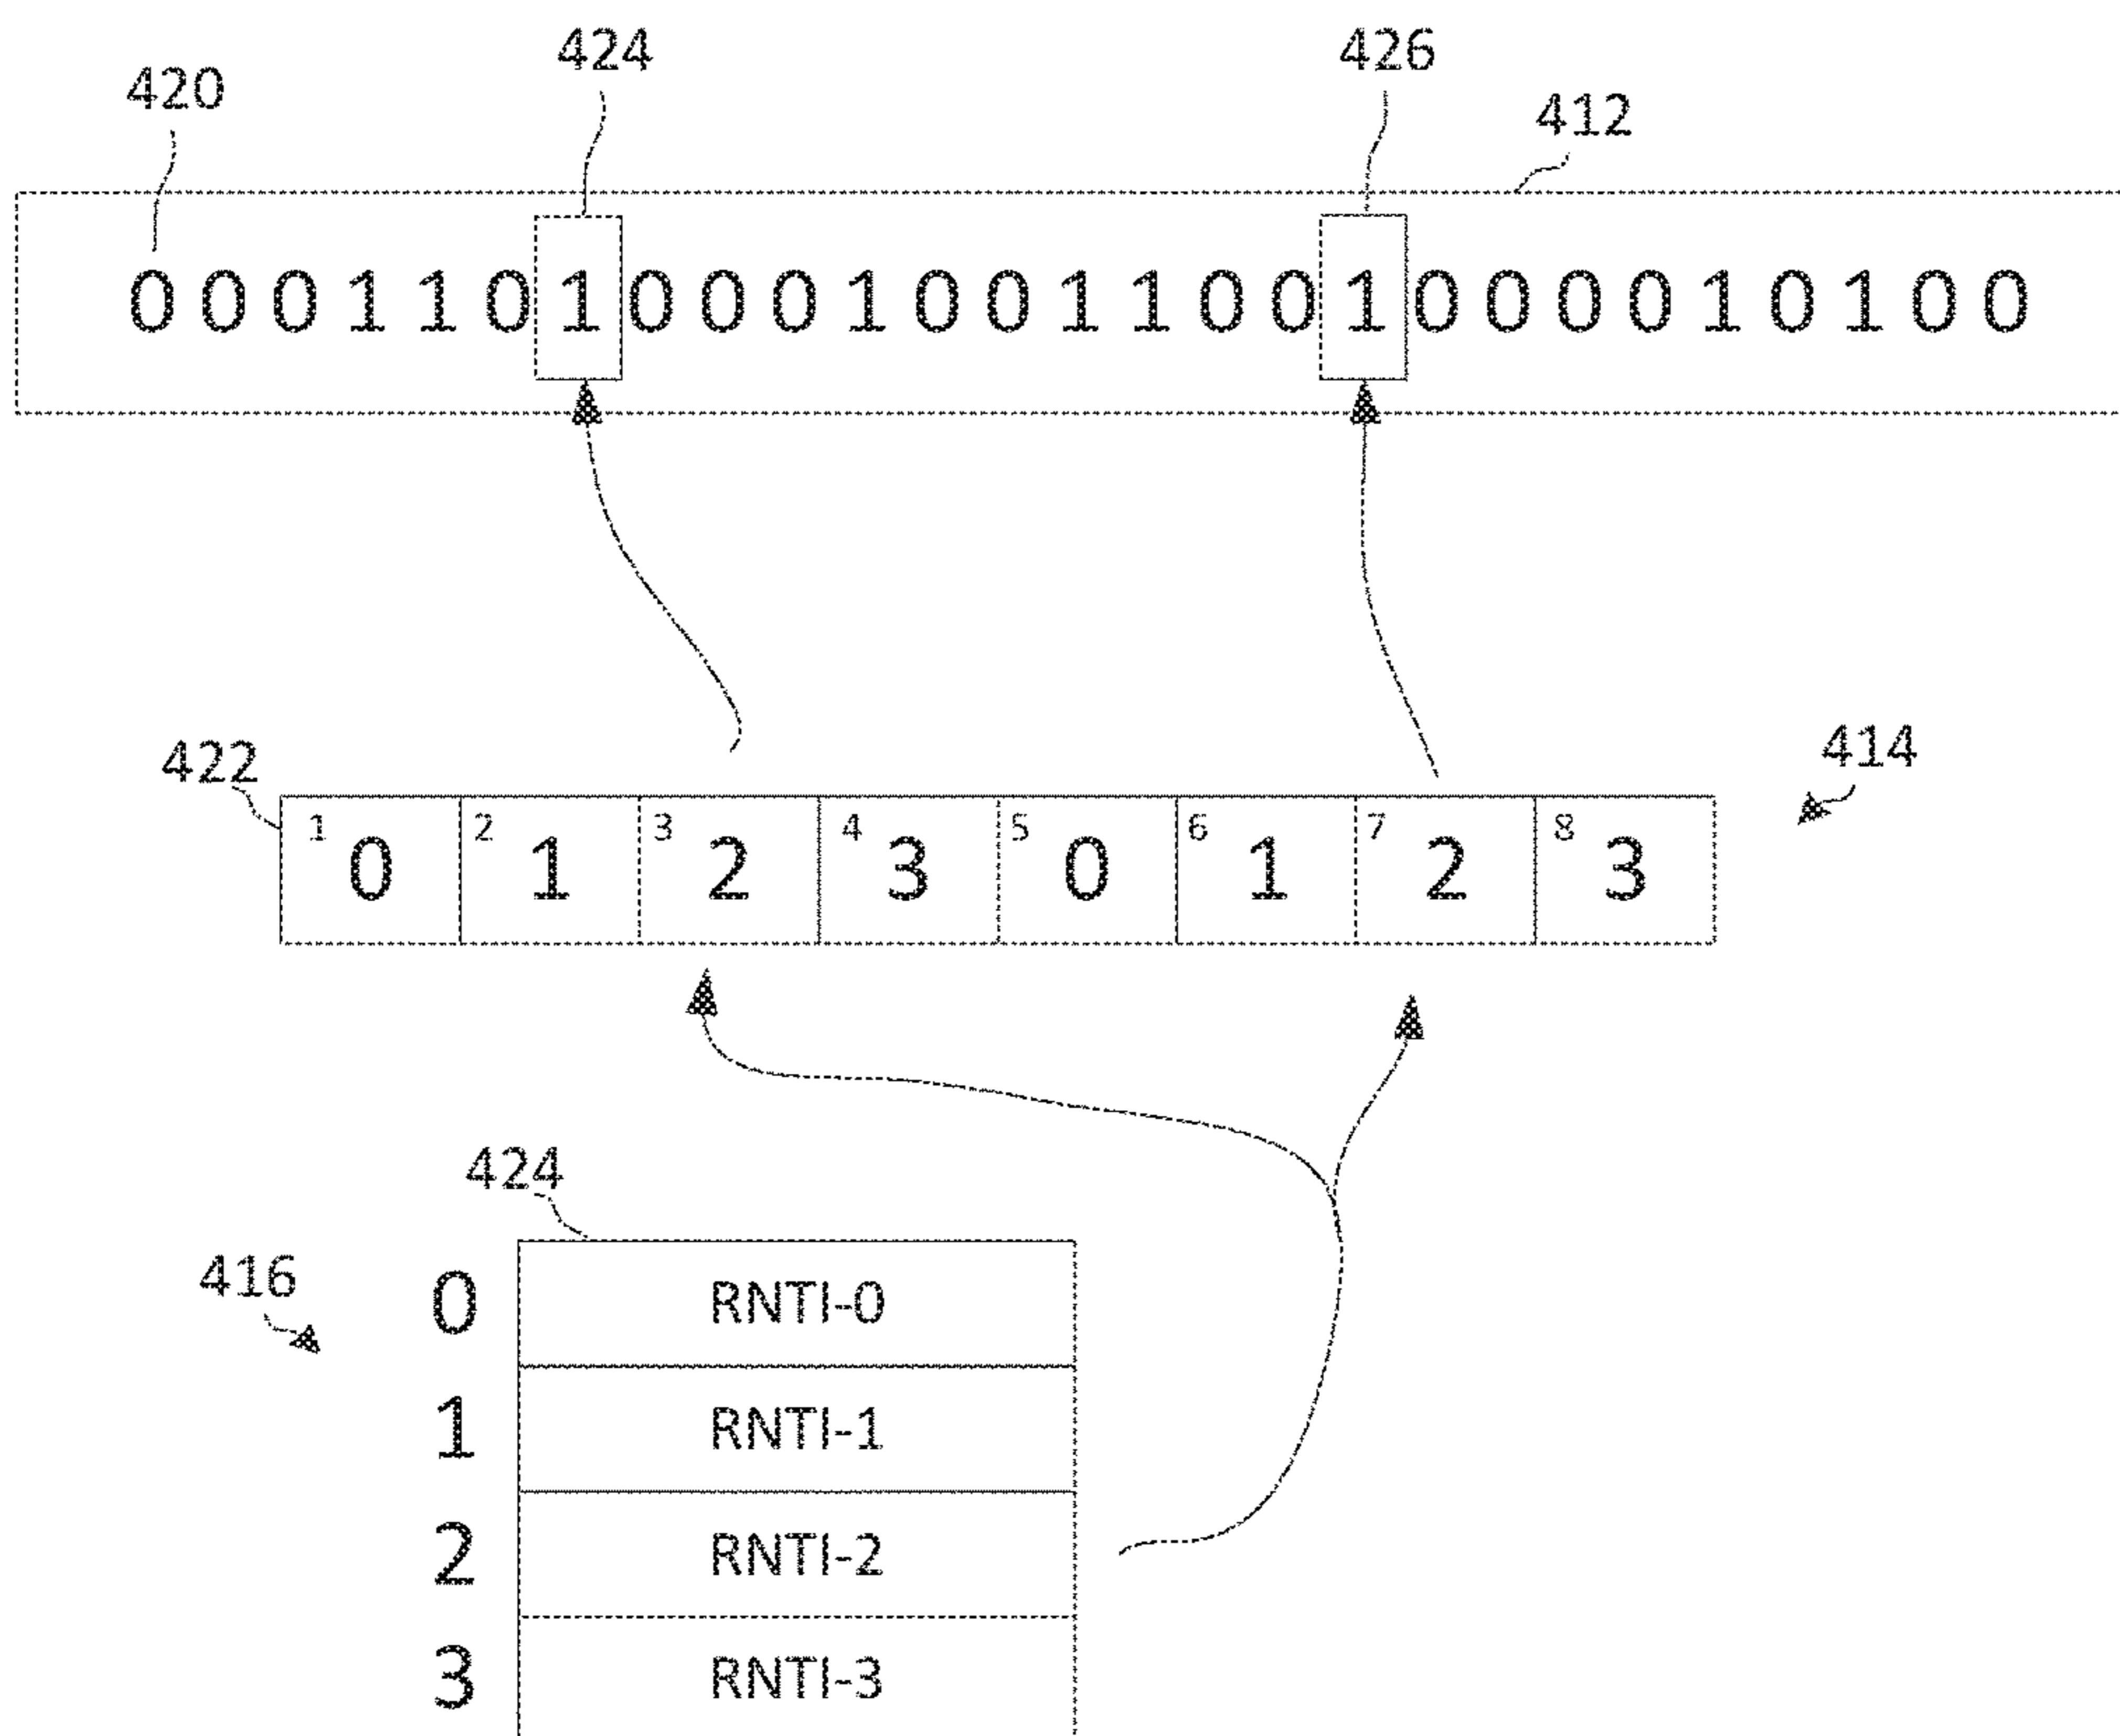 424 426
420 412
0 0 0 1 1 0 1 0 0 0 1 0 0 1 1 0 0 1 0 0 0 0 1 0 1 0 0
422 414
1 0 2 1 3 2 4 3 5 0 6 1 7 2 8 3
424
416
0 RNTI-0
1 RNTI-1
2 RNTI-2
3 RNTI-3